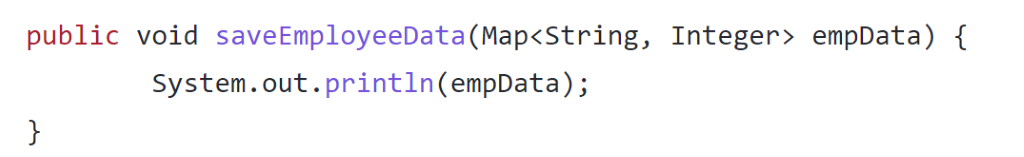 public void saveEmployeeData(Map<String, Integer> empData) {
        System.out.println(empData);
}